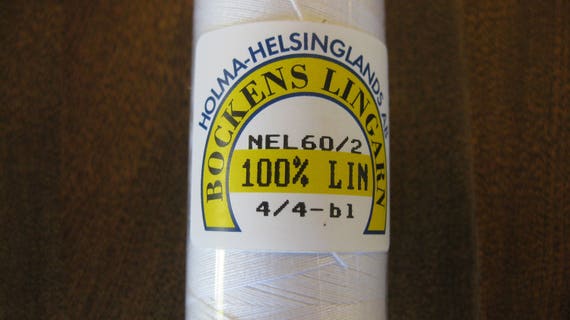 HOLMA-HELSINGLANDS AB
BOCKENS LINGARN
NEL60/2
100% LIN
4/4-bl